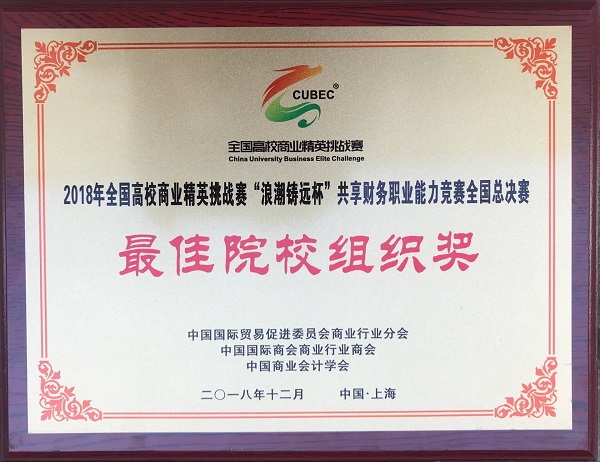 CUBEC®
全国高校商业精英挑战赛
China University Business Elite Challenge
2018年全国高校商业精英挑战赛“浪潮铸远杯”共享财务职业能力竞赛全国总决赛
最佳院校组织奖
中国国际贸易促进委员会商业行业分会
中国国际商会商业行业商会
中国商业会计学会
二〇一八年十二月 中国·上海